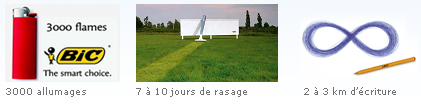 3000 flames
BiC
The smart choice.
3000 allumages
7 à 10 jours de rasage
2 à 3 km d'écriture